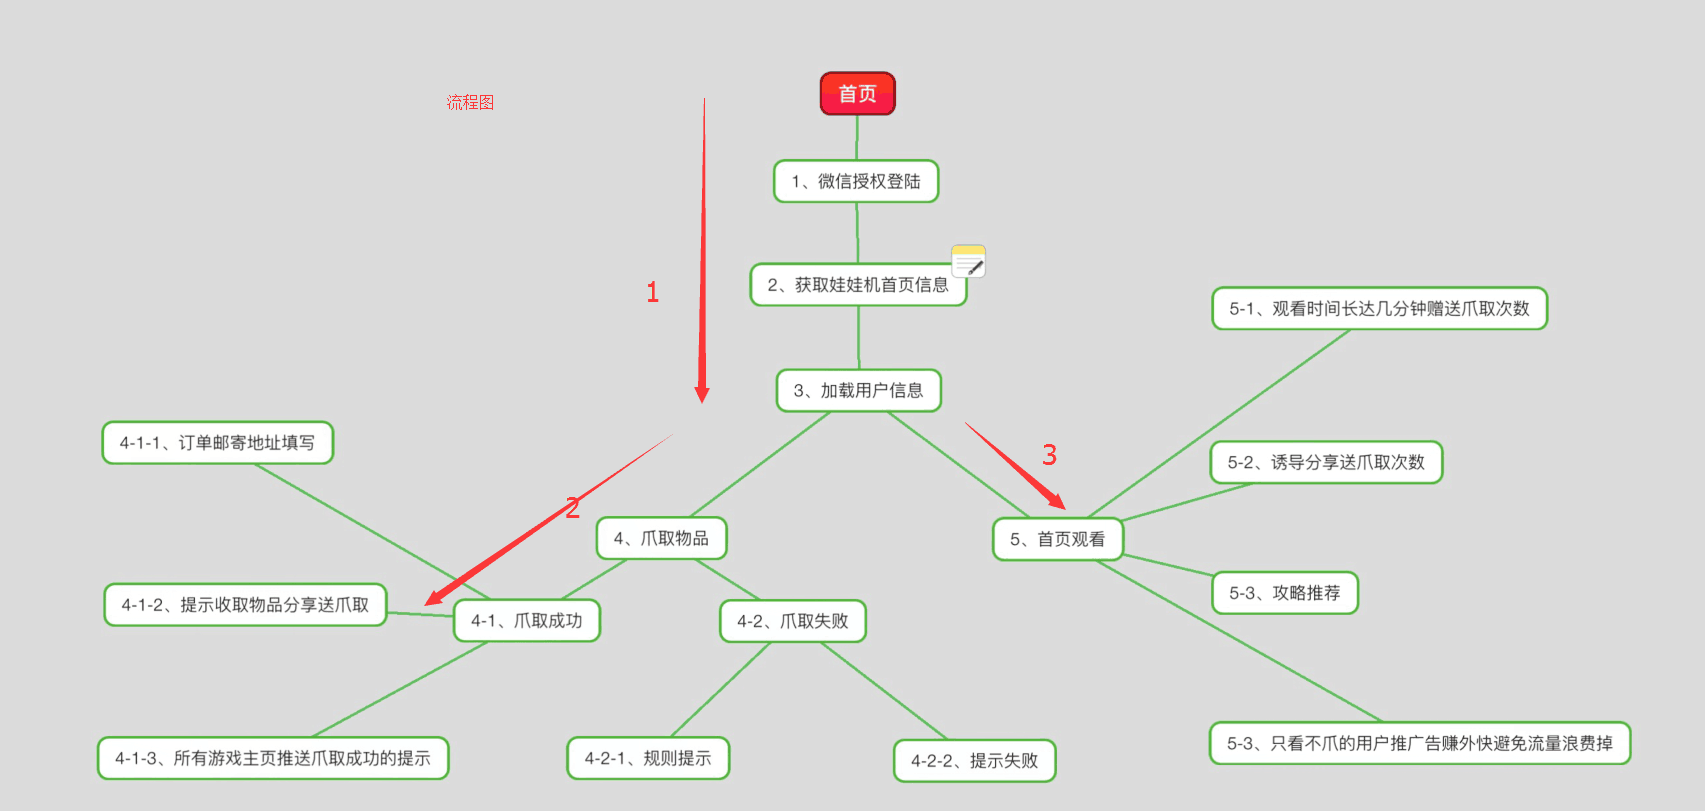 流程图
首页
1、微信授权登陆
2、获取娃娃机首页信息
1
3、加载用户信息
5-1、观看时间长达几分钟赠送爪取次数
4-1-1、订单邮寄地址填写
3
5-2、诱导分享送爪取次数
2
4、爪取物品
5、首页观看
4-1-2、提示收取物品分享送爪取
4-1、爪取成功
4-2、爪取失败
5-3、攻略推荐
4-1-3、所有游戏主页推送爪取成功的提示
4-2-1、规则提示
4-2-2、提示失败
5-3、只看不爪的用户推广告赚外快避免流量浪费掉